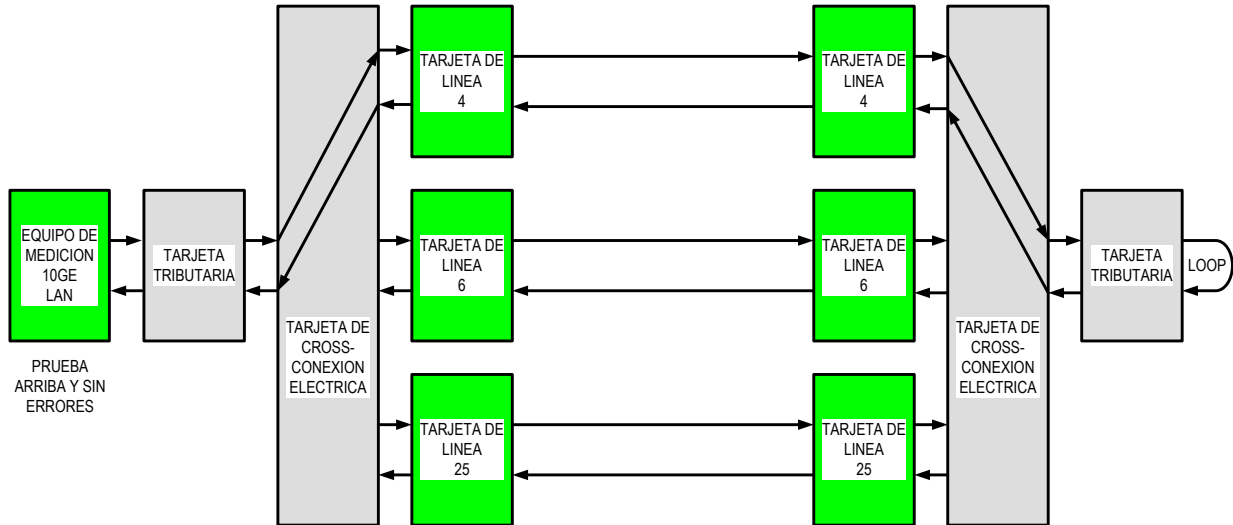 TARJETA DE
LINEA
4
TARJETA DE
LINEA
4
EQUIPO DE
MEDICION
10GE
LAN
TARJETA
TRIBUTARIA
TARJETA DE
LINEA
6
TARJETA DE
LINEA
6
TARJETA
TRIBUTARIA
LOOP
TARJETA DE
CROSS-
CONEXION
ELECTRICA
TARJETA DE
CROSS-
CONEXION
ELECTRICA
PRUEBA
ARRIBA Y SIN
ERRORES
TARJETA DE
LINEA
25
TARJETA DE
LINEA
25